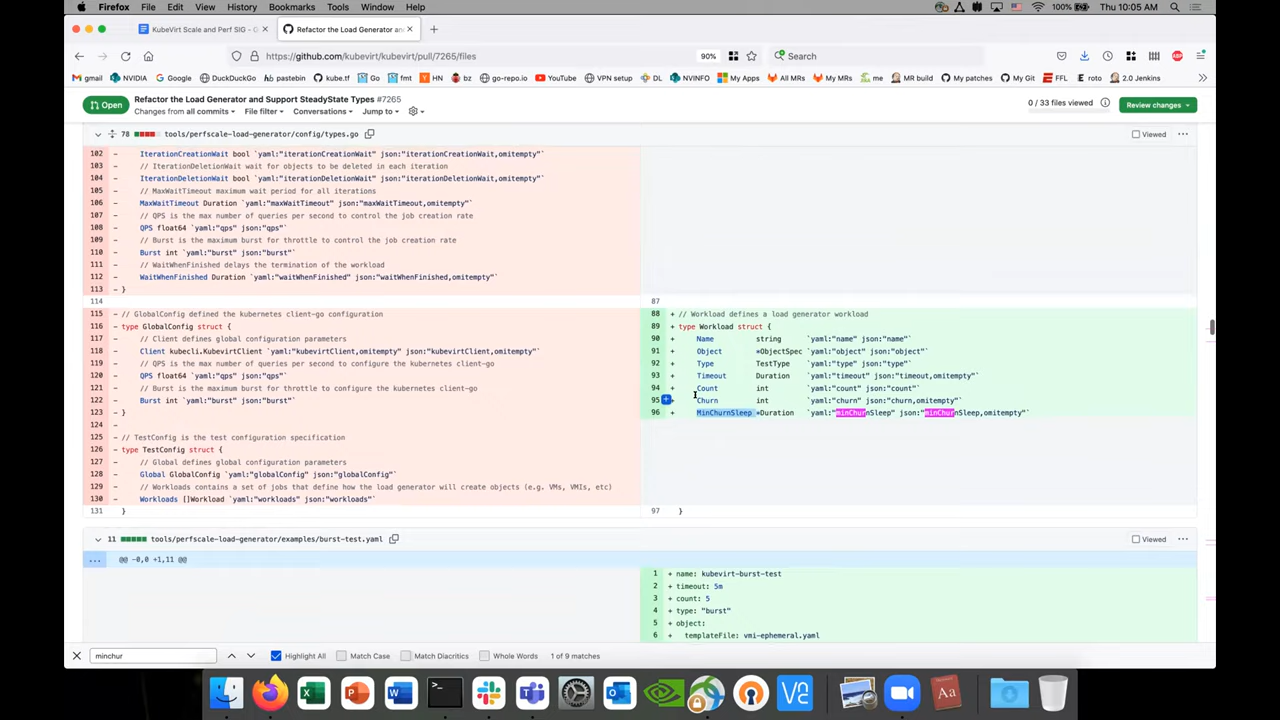 Firefox File Edit View History Bookmarks Tools Window Help 100% Thu 10:05 AM
KubeVirt Scale and Perf SIG - G
Refactor the Load Generator and
https://github.com/kubevirt/kubevirt/pull/7265/files 90% Search
gmail NVIDIA Google DuckDuckGo pastebin kube.tf Go fmt HN bz go-repo.io YouTube VPN setup DL NVINFO My Apps All MRs My MRs me MR build My patches My Git FFL roto 2.0 Jenkins
Open Refactor the Load Generator and Support SteadyState Types #7265
Changes from all commits File filter Conversations Jump to
0 / 33 files viewed Review changes
78 tools/perfscale-load-generator/config/types.go Viewed
102 - IterationCreationWait bool `yaml:"iterationCreationWait" json:"iterationCreationWait,omitempty"`
103 - // IterationDeletionWait wait for objects to be deleted in each iteration
104 - IterationDeletionWait bool `yaml:"iterationDeletionWait" json:"iterationDeletionWait,omitempty"`
105 - // MaxWaitTimeout maximum wait period for all iterations
106 - MaxWaitTimeout Duration `yaml:"maxWaitTimeout" json:"maxWaitTimeout,omitempty"`
107 - // QPS is the max number of queries per second to control the job creation rate
108 - QPS float64 `yaml:"qps" json:"qps"`
109 - // Burst is the maximum burst for throttle to control the job creation rate
110 - Burst int `yaml:"burst" json:"burst"`
111 - // WaitWhenFinished delays the termination of the workload
112 - WaitWhenFinished Duration `yaml:"waitWhenFinished" json:"waitWhenFinished,omitempty"`
113 - }
114
115 - // GlobalConfig defined the kubernetes client-go configuration
116 - type GlobalConfig struct {
117 - // Client defines global configuration parameters
118 - Client kubecli.KubevirtClient `yaml:"kubevirtClient,omitempty" json:"kubevirtClient,omitempty"`
119 - // QPS is the max number of queries per second to configure the kubernetes client-go
120 - QPS float64 `yaml:"qps" json:"qps"`
121 - // Burst is the maximum burst for throttle to configure the kubernetes client-go
122 - Burst int `yaml:"burst" json:"burst"`
123 - }
124 -
125 - // TestConfig is the test configuration specification
126 - type TestConfig struct {
127 - // Global defines global configuration parameters
128 - Global GlobalConfig `yaml:"globalConfig" json:"globalConfig"`
129 - // Workloads contains a set of jobs that define how the load generator will create objects (e.g. VMs, VMIs, etc)
130 - Workloads []Workload `yaml:"workloads" json:"workloads"`
131 }
87
88 + // Workload defines a load generator workload
89 + type Workload struct {
90 + Name string `yaml:"name" json:"name"`
91 + Object *ObjectSpec `yaml:"object" json:"object"`
92 + Type TestType `yaml:"type" json:"type"`
93 + Timeout Duration `yaml:"timeout" json:"timeout,omitempty"`
94 + Count int `yaml:"count" json:"count"`
95 + Churn int `yaml:"churn" json:"churn,omitempty"`
96 + MinChurnSleep *Duration `yaml:"minChurnSleep" json:"minChurnSleep,omitempty"`
97 }
11 tools/perfscale-load-generator/examples/burst-test.yaml Viewed
... @@ -0,0 +1,11 @@
1 + name: kubevirt-burst-test
2 + timeout: 5m
3 + count: 5
4 + type: "burst"
5 + object:
6 + templateFile: vmi-ephemeral.yaml
minchur Highlight All Match Case Match Diacritics Whole Words 1 of 9 matches